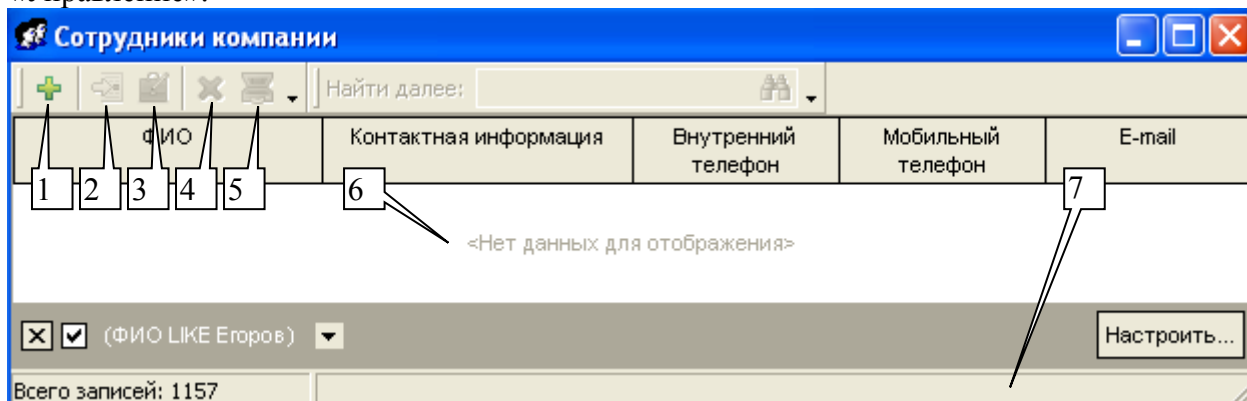 Сотрудники компании
Найти далее:
ФИО Контактная информация Внутренний телефон Мобильный телефон E-mail
1 2 3 4 5 6 7
<Нет данных для отображения>
(ФИО LIKE Егоров) Настроить...
Всего записей: 1157